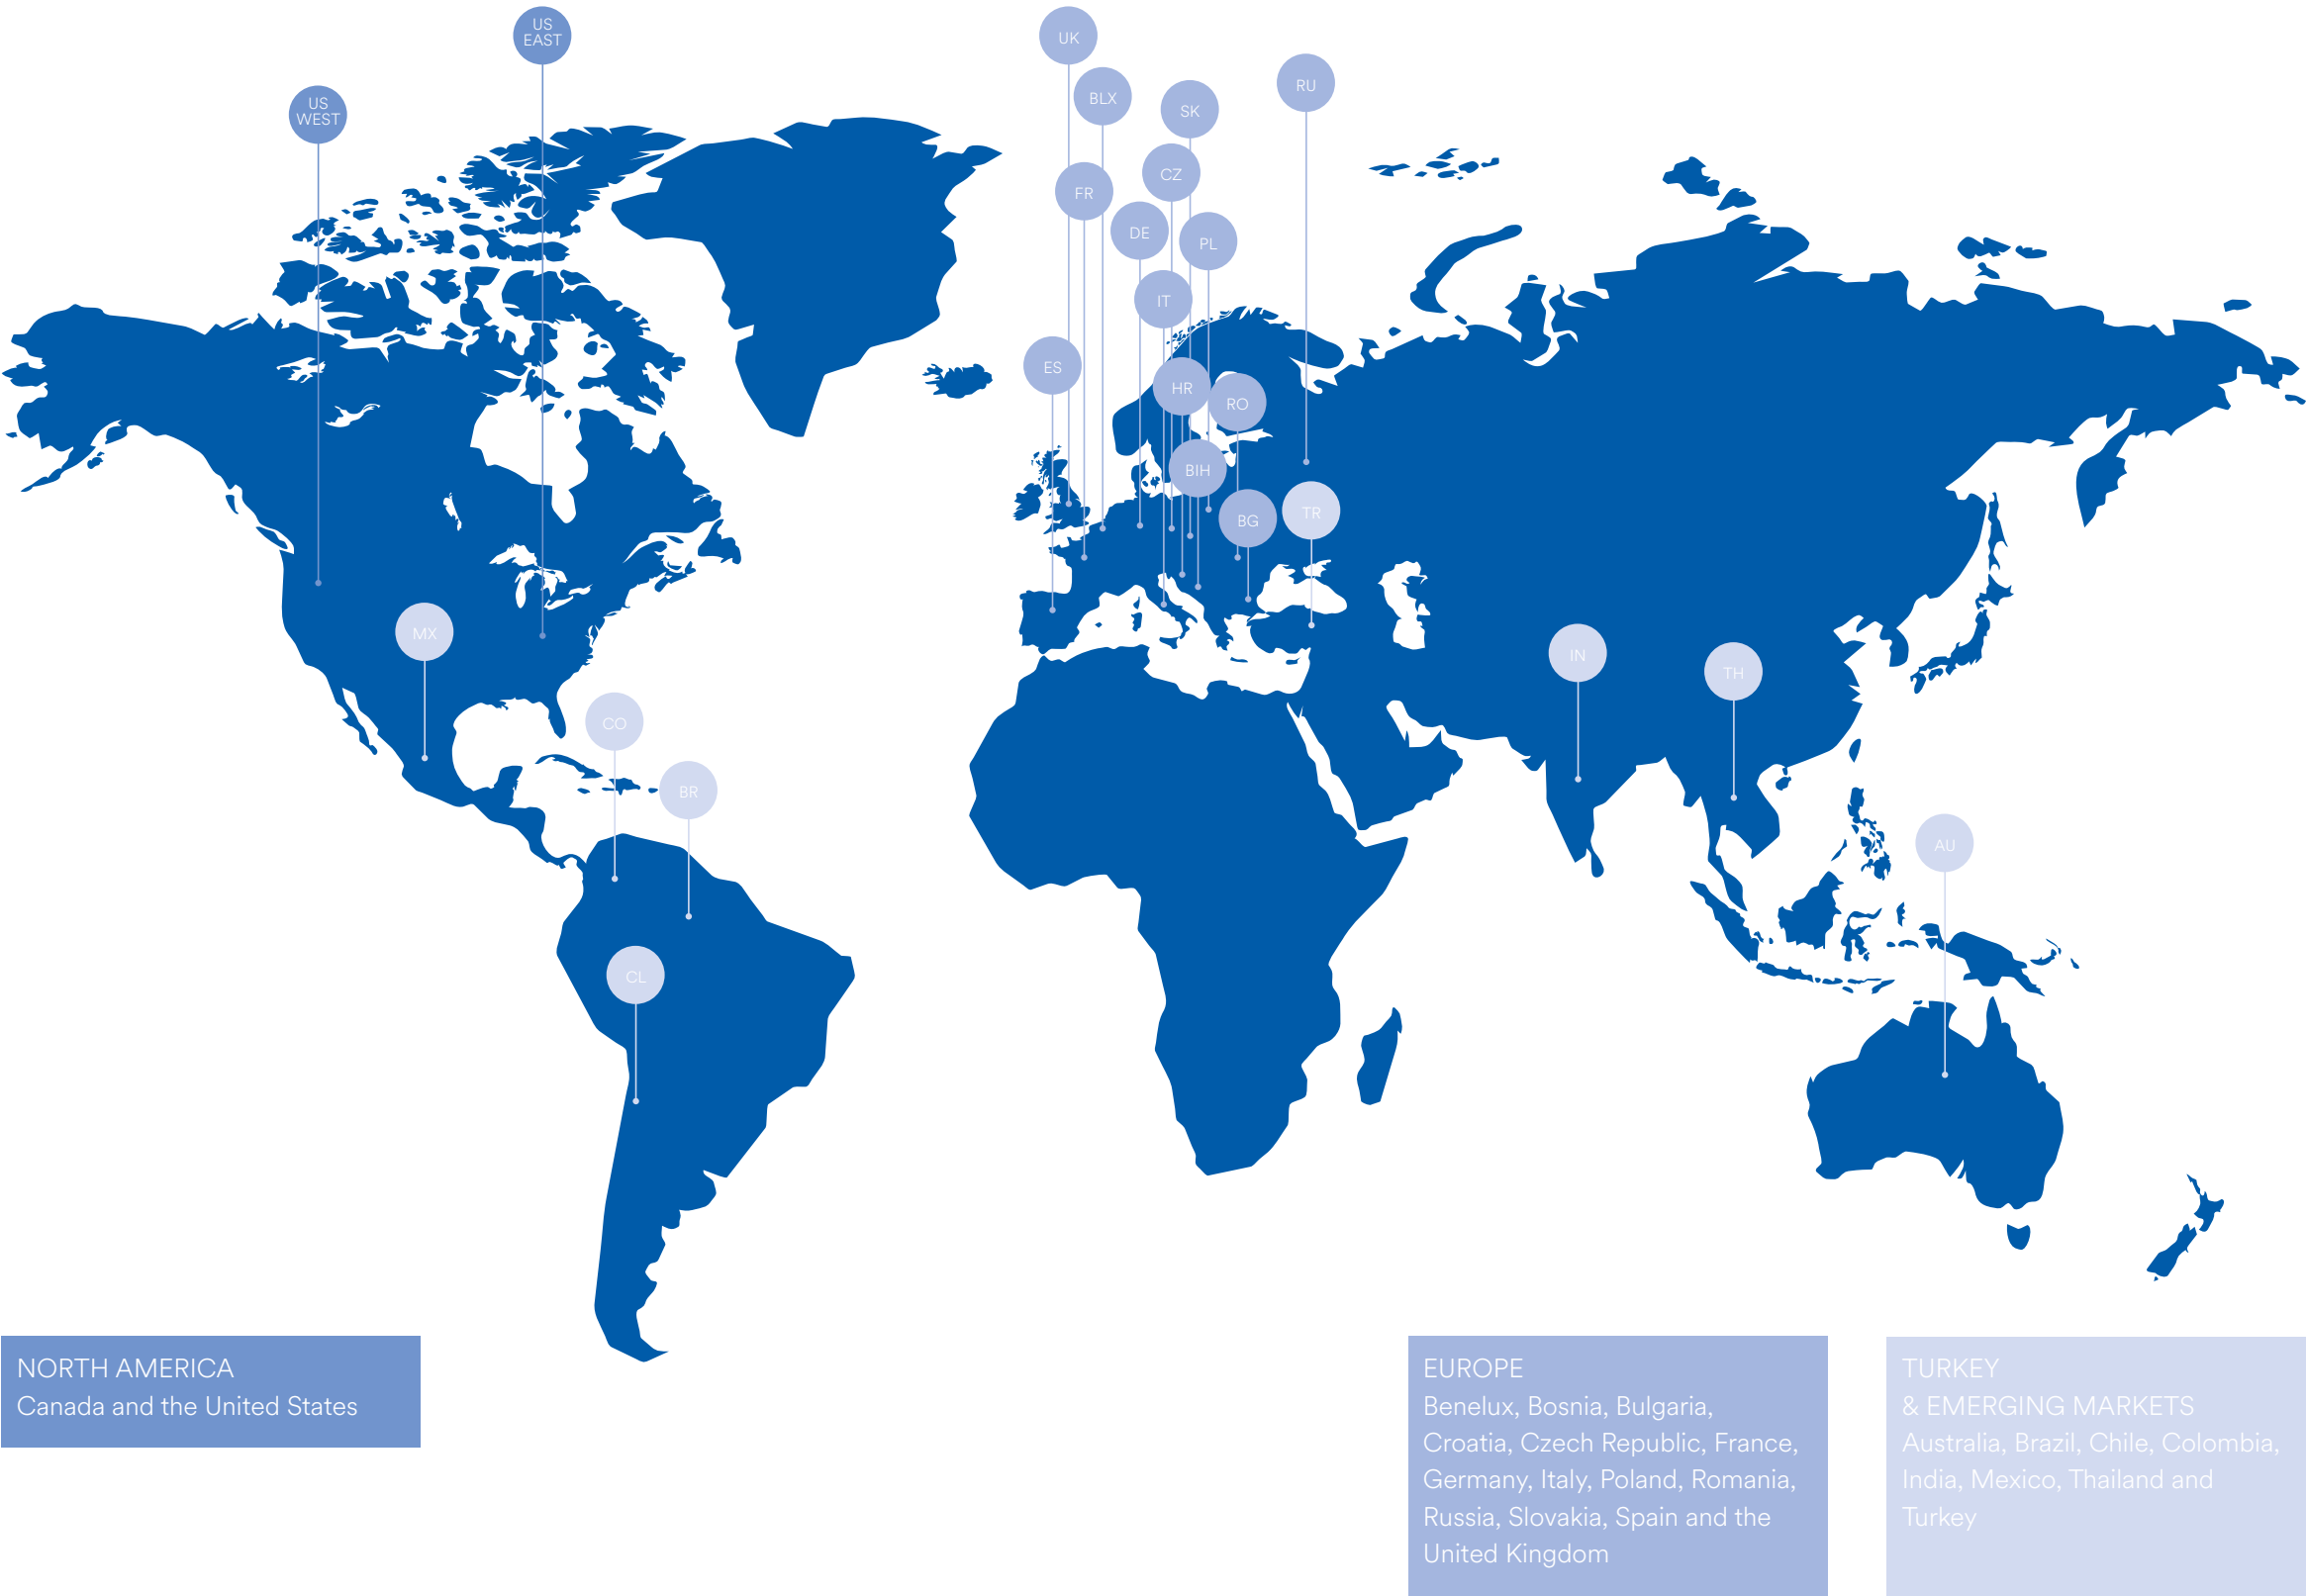 US
EAST
UK
RU
BLX
SK
US
WEST
CZ
FR
DE
PL
IT
ES
HR
RO
BIH
TR
BG
MX
IN
TH
CO
BR
AU
CL
NORTH AMERICA
Canada and the United States
EUROPE
Benelux, Bosnia, Bulgaria,
Croatia, Czech Republic, France,
Germany, Italy, Poland, Romania,
Russia, Slovakia, Spain and the
United Kingdom
TURKEY
& EMERGING MARKETS
Australia, Brazil, Chile, Colombia,
India, Mexico, Thailand and
Turkey